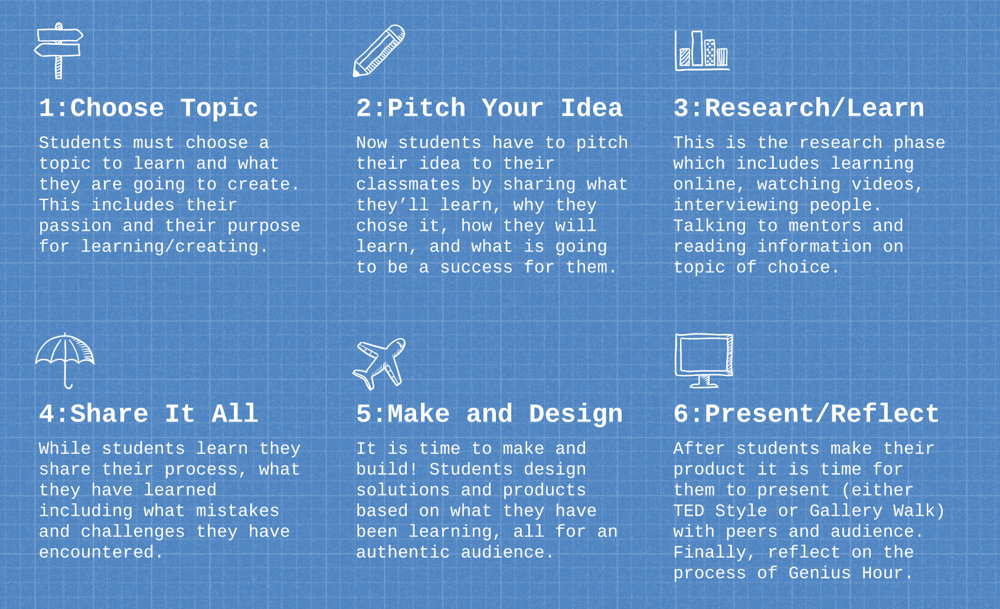 1:Choose Topic
Students must choose a
topic to learn and what
they are going to create.
This includes their
passion and their purpose
for learning/creating.
2:Pitch Your Idea
Now students have to pitch
their idea to their
classmates by sharing what
they’ll learn, why they
chose it, how they will
learn, and what is going
to be a success for them.
3:Research/Learn
This is the research phase
which includes learning
online, watching videos,
interviewing people.
Talking to mentors and
reading information on
topic of choice.
4:Share It All
While students learn they
share their process, what
they have learned
including what mistakes
and challenges they have
encountered.
5:Make and Design
It is time to make and
build! Students design
solutions and products
based on what they have
been learning, all for an
authentic audience.
6:Present/Reflect
After students make their
product it is time for
them to present (either
TED Style or Gallery Walk)
with peers and audience.
Finally, reflect on the
process of Genius Hour.